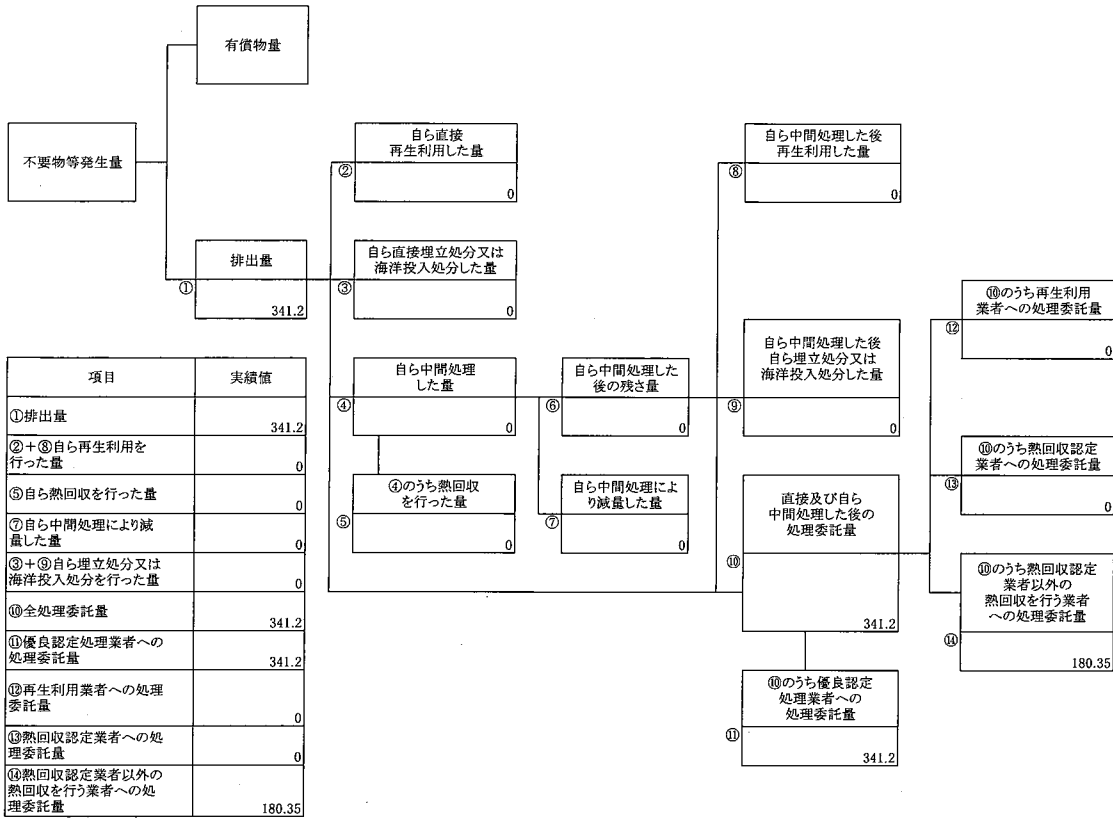 有償物量
不要物等発生量
自ら直接
再生利用した量
②
0
自ら中間処理した後
再生利用した量
⑧
0
排出量
①
341.2
自ら直接埋立処分又は
海洋投入処分した量
③
0
⑩のうち再生利用
業者への処理委託量
⑫
0
自ら中間処理
した量
④
0
自ら中間処理した
後の残さ量
⑥
0
自ら中間処理した後
自ら埋立処分又は
海洋投入処分した量
⑨
0
⑩のうち熱回収認定
業者への処理委託量
⑬
0
④のうち熱回収
を行った量
⑤
0
自ら中間処理によ
り減量した量
⑦
0
直接及び自ら
中間処理した後の
処理委託量
⑩
341.2
⑩のうち熱回収認定
業者以外の
熱回収を行う業者
への処理委託量
⑭
180.35
⑩のうち優良認定
処理業者への
処理委託量
⑪
341.2
項目 実績値
①排出量
341.2
②+⑧自ら再生利用を
行った量
0
⑤自ら熱回収を行った量
0
⑦自ら中間処理により減
量した量
0
③+⑨自ら埋立処分又は
海洋投入処分を行った量
0
⑩全処理委託量
341.2
⑪優良認定処理業者への
処理委託量
341.2
⑫再生利用業者への処理
委託量
0
⑬熱回収認定業者への処
理委託量
0
⑭熱回収認定業者以外の
熱回収を行う業者への処
理委託量
180.35